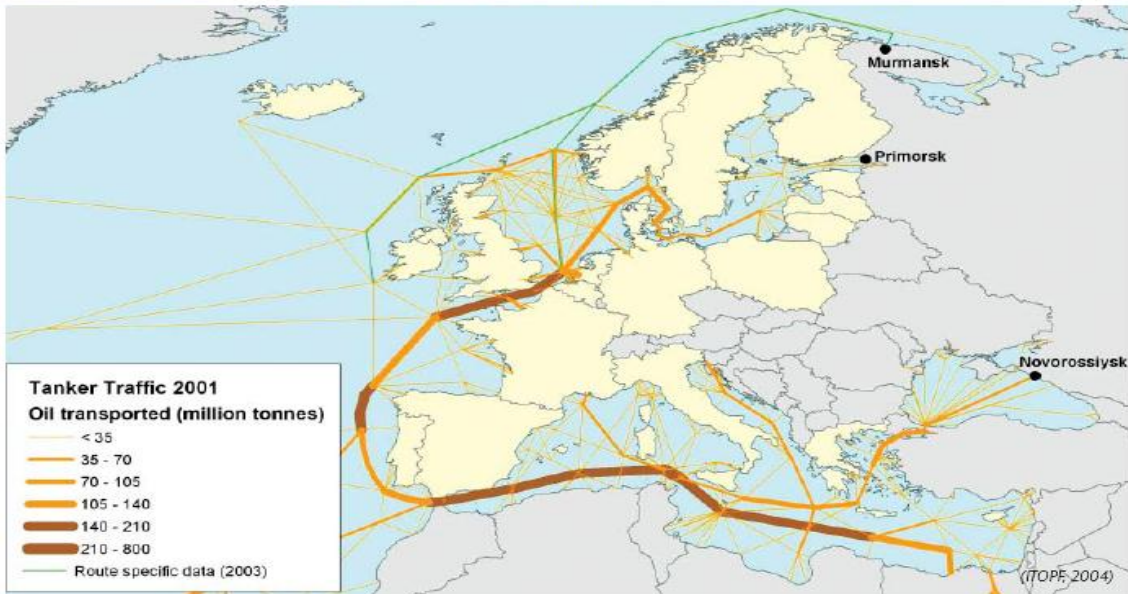 Murmansk
Primorsk
Novorossiysk
Tanker Traffic 2001
Oil transported (million tonnes)
< 35
35 - 70
70 - 105
105 - 140
140 - 210
210 - 800
Route specific data (2003)
(ITOPF, 2004)